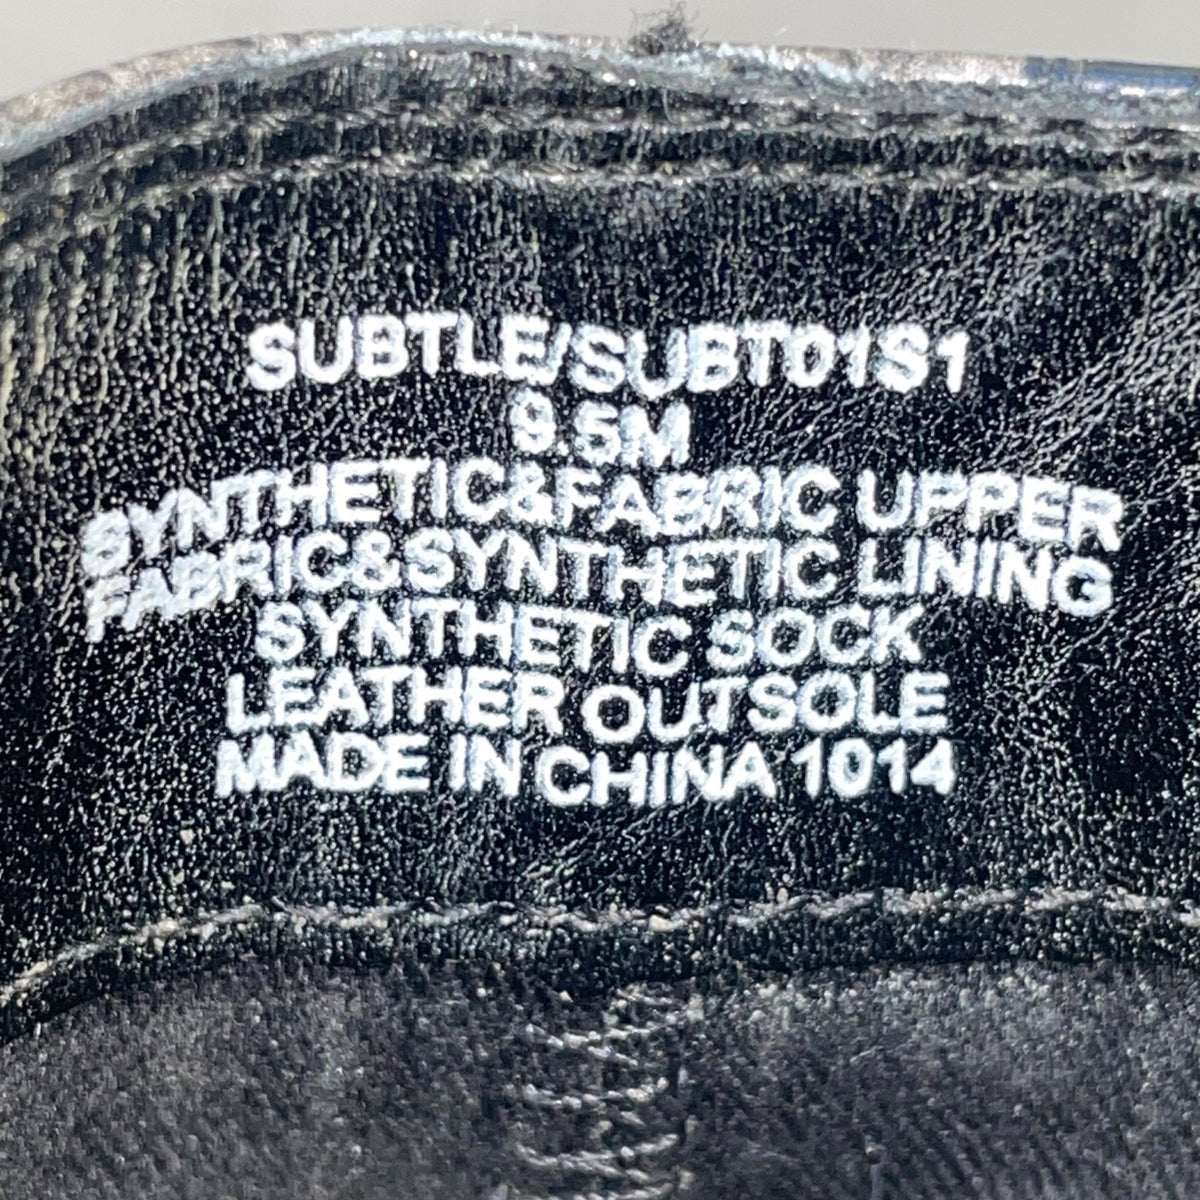 SUBTLE/SUBT01S1
9.5M
SYNTHETIC&FABRIC UPPER
FABRIC&SYNTHETIC LINING
SYNTHETIC SOCK
LEATHER OUTSOLE
MADE IN CHINA 1014